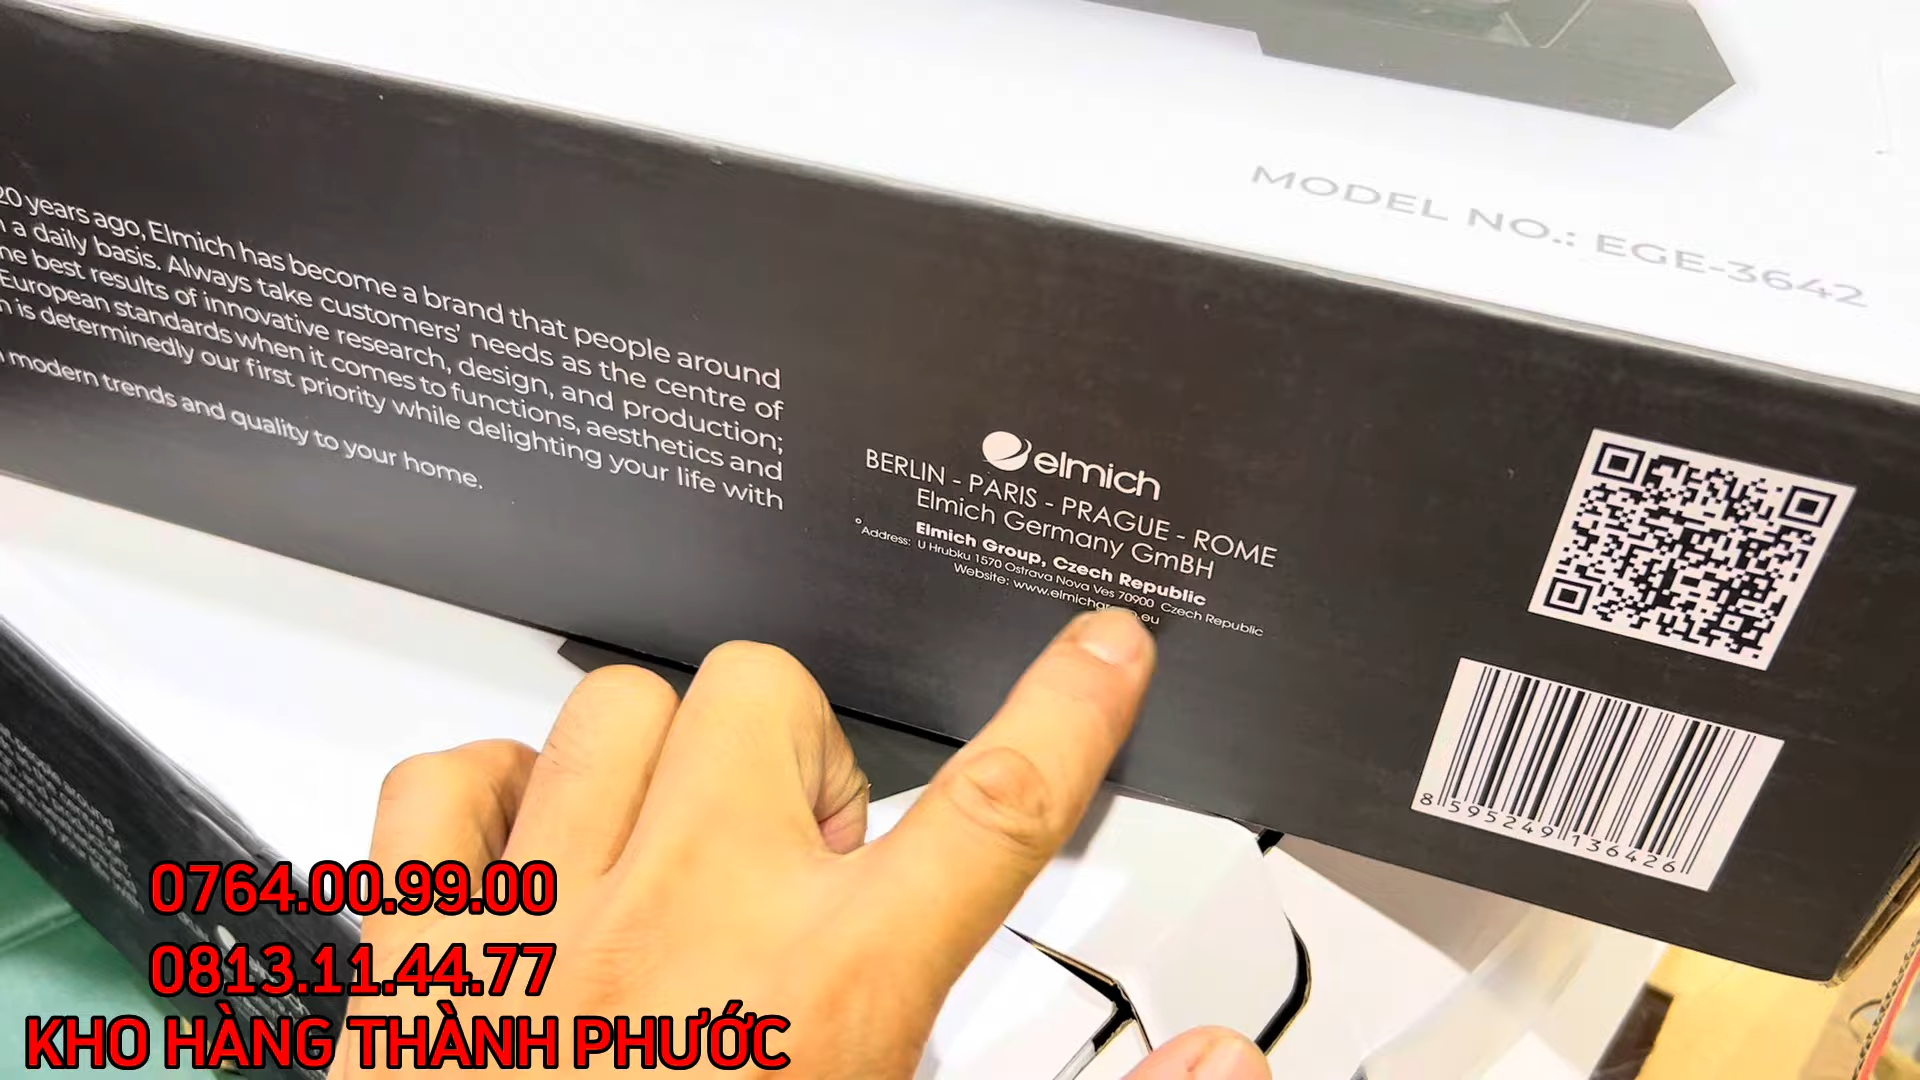 MODEL NO.: EGE-3642
20 years ago, Elmich has become a brand that people around
a daily basis. Always take customers' needs as the centre of
best results of innovative research, design, and production;
European standards when it comes to functions, aesthetics and
is determinedly our first priority while delighting your life with
modern trends and quality to your home.
elmich
BERLIN - PARIS - PRAGUE - ROME
Elmich Germany GmBH
Elmich Group, Czech Republic
Address: U Hrubku 1570 Ostrava Nova Ves 70900 Czech Republic
Website:
8 595249 136426
0764.00.99.00
0813.11.44.77
KHO HÀNG THÀNH PHƯỚC